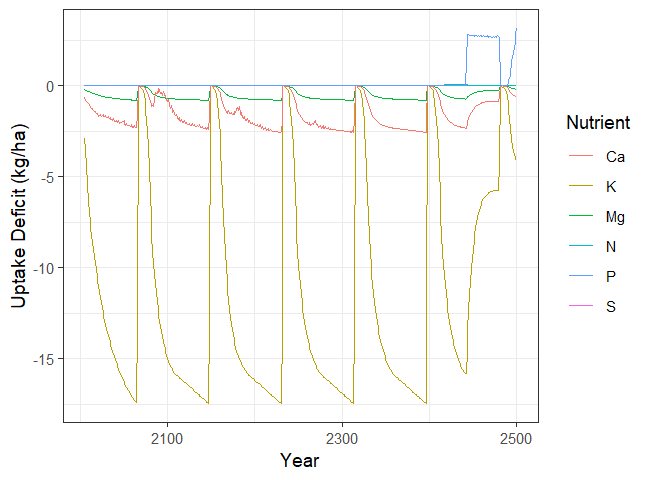 0
-5
-10
-15
Uptake Deficit (kg/ha)
2100
2300
2500
Year
Nutrient
Ca
K
Mg
N
P
S